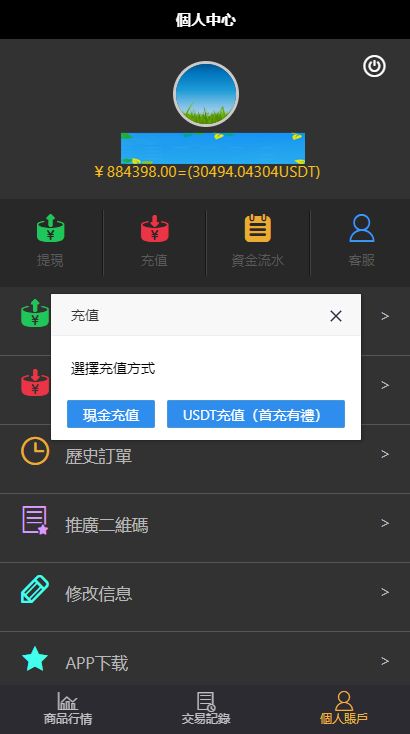 個人中心
￥884398.00=(30494.04304USDT)
提現
充值
資金流水
客服
充值
選擇充值方式
現金充值
USDT充值（首充有禮）
>
>
歷史訂單
>
推廣二維碼
>
修改信息
>
APP下载
>
商品行情
交易記錄
個人賬戶